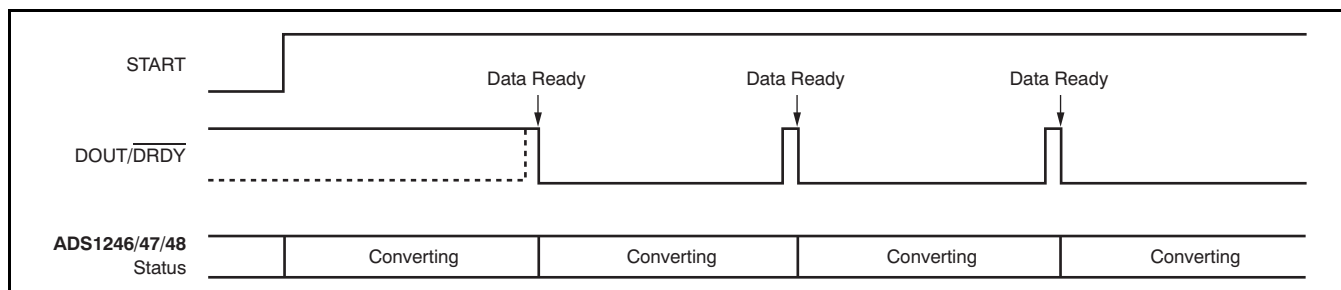 START
Data Ready
Data Ready
Data Ready
DOUT/DRDY
ADS1246/47/48
Status
Converting
Converting
Converting
Converting